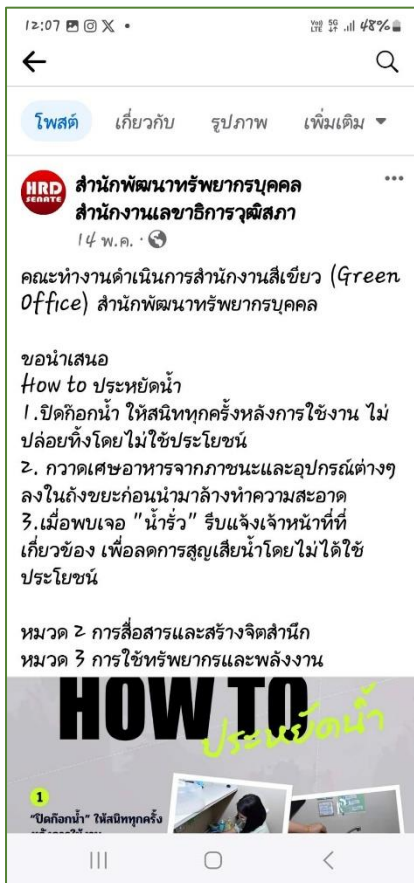 12:07
Vo)) LTE 5G 48%
โพสต์ เกี่ยวกับ รูปภาพ เพิ่มเติม
HRD SENATE
สำนักพัฒนาทรัพยากรบุคคล
สำนักงานเลขาธิการวุฒิสภา
14 พ.ค. ·
คณะทำงานดำเนินการสำนักงานสีเขียว (Green
Office) สำนักพัฒนาทรัพยากรบุคคล
ขอนำเสนอ
How to ประหยัดน้ำ
1.ปิดก๊อกน้ำ ให้สนิททุกครั้งหลังการใช้งาน ไม่
ปล่อยทิ้งโดยไม่ใช้ประโยชน์
2. กวาดเศษอาหารจากภาชนะและอุปกรณ์ต่างๆ
ลงในถังขยะก่อนนำมาล้างทำความสะอาด
3.เมื่อพบเจอ "น้ำรั่ว" รีบแจ้งเจ้าหน้าที่ที่
เกี่ยวข้อง เพื่อลดการสูญเสียน้ำโดยไม่ได้ใช้
ประโยชน์
หมวด 2 การสื่อสารและสร้างจิตสำนึก
หมวด 3 การใช้ทรัพยากรและพลังงาน
HOW TO
ประหยัดน้ำ
1
"ปิดก๊อกน้ำ" ให้สนิททุกครั้ง